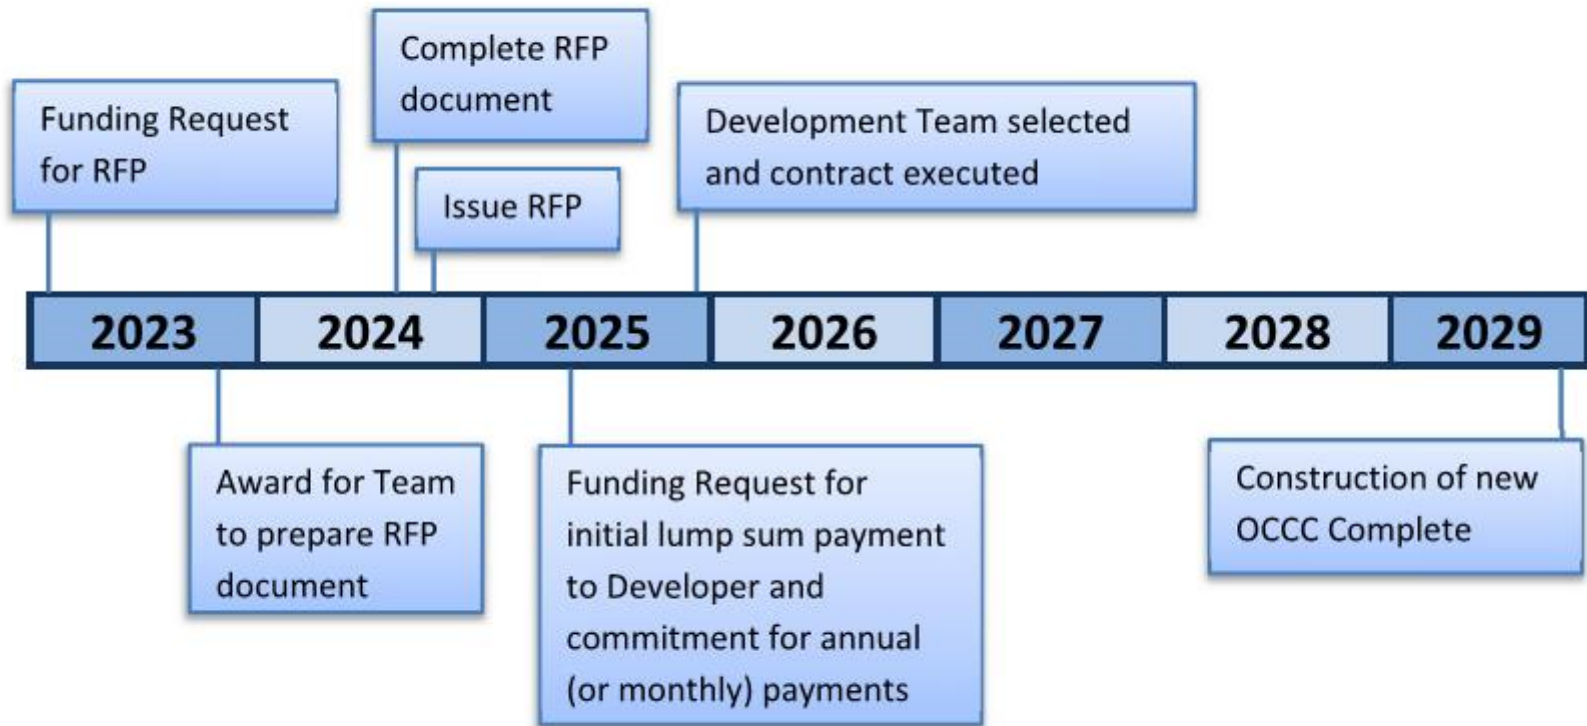 Complete RFP
document
Funding Request
for RFP
Development Team selected
and contract executed
Issue RFP
2023
2024
2025
2026
2027
2028
2029
Award for Team
to prepare RFP
document
Funding Request for
initial lump sum payment
to Developer and
commitment for annual
(or monthly) payments
Construction of new
OCCC Complete